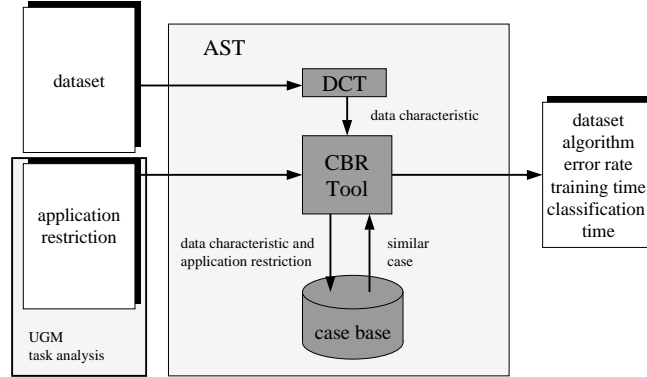 AST
dataset
DCT
data characteristic
CBR
Tool
application
restriction
data characteristic and
application restriction
similar
case
case base
UGM
task analysis
dataset
algorithm
error rate
training time
classification
time